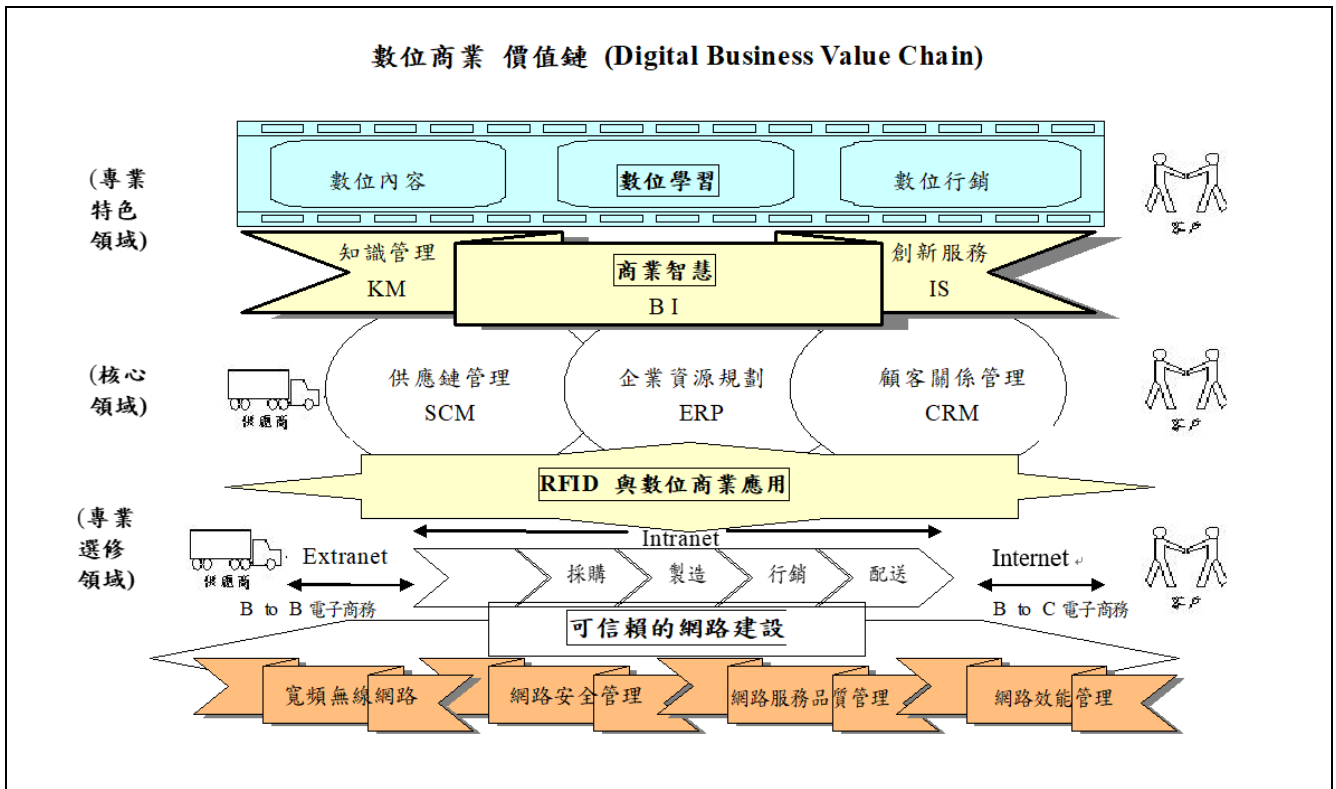 數位商業 價值鏈 (Digital Business Value Chain)
(專業
特色
領域)
數位內容
數位學習
數位行銷
客戶
知識管理
KM
商業智慧
B I
創新服務
IS
(核心
領域)
供應商
供應鏈管理
SCM
企業資源規劃
ERP
顧客關係管理
CRM
客戶
RFID 與數位商業應用
(專業
選修
領域)
供應商
Extranet
B to B 電子商務
Intranet
採購
製造
行銷
配送
Internet
B to C 電子商務
客戶
可信賴的網路建設
寬頻無線網路
網路安全管理
網路服務品質管理
網路效能管理